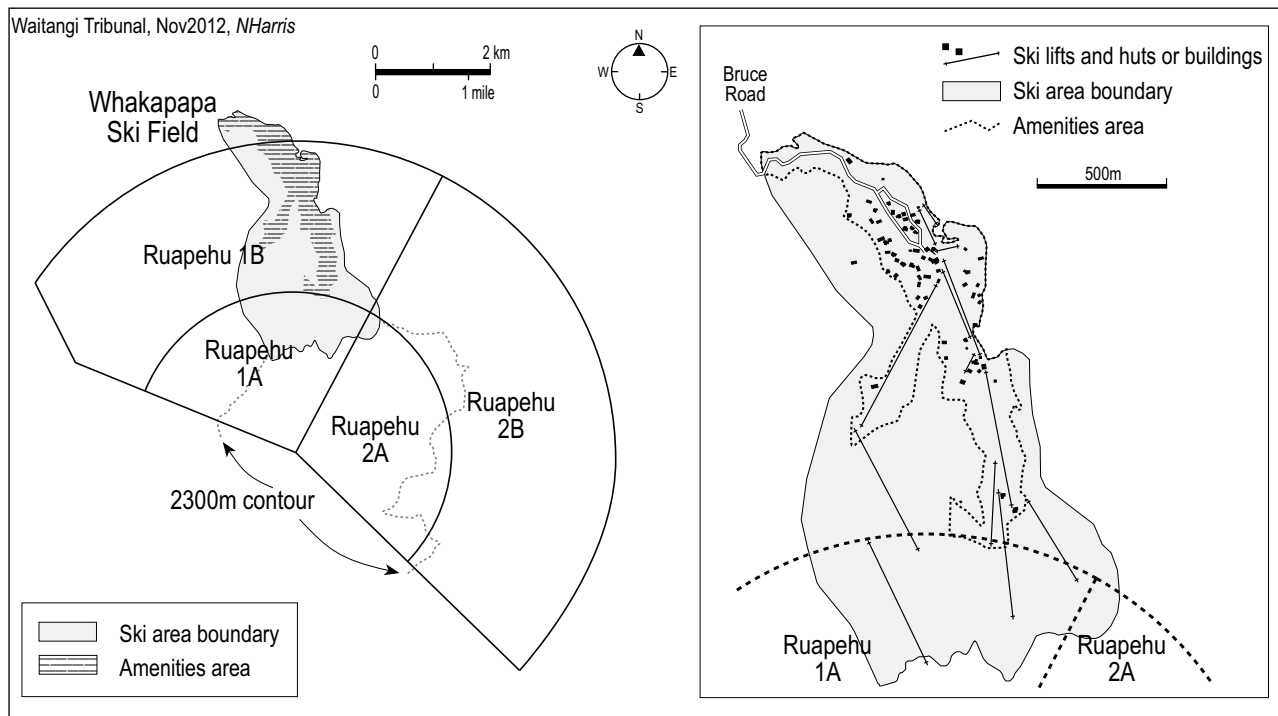 Waitangi Tribunal, Nov2012, NHarris
0 2 km
0 1 mile
N
W E
S
Whakapapa
Ski Field
Ruapehu 1B
Ruapehu
1A
Ruapehu
2A
Ruapehu
2B
2300m contour
Ski area boundary
Amenities area
Bruce
Road
Ski lifts and huts or buildings
Ski area boundary
Amenities area
500m
Ruapehu
1A
Ruapehu
2A